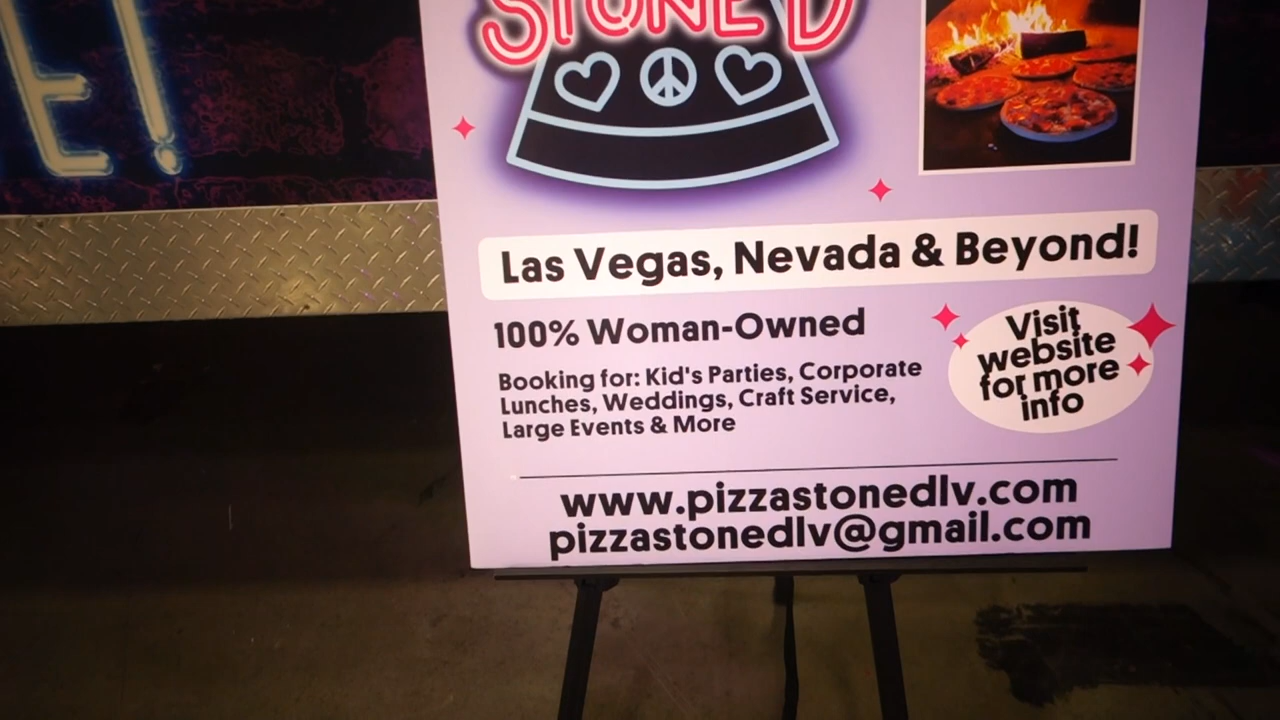 E!
STONE'D
Las Vegas, Nevada & Beyond!
100% Woman-Owned
Booking for: Kid's Parties, Corporate
Lunches, Weddings, Craft Service,
Large Events & More
Visit
website
for more
info
www.pizzastonedlv.com
pizzastonedlv@gmail.com